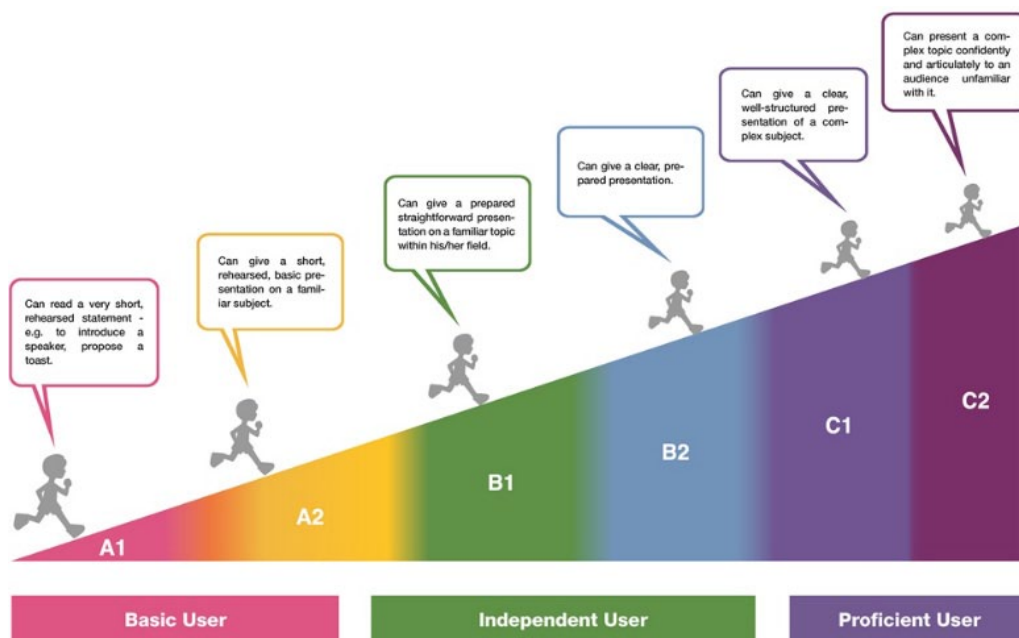 Can read a very short,
rehearsed statement -
e.g. to introduce a
speaker, propose a
toast.
Can give a short,
rehearsed, basic pre-
sentation on a famil-
iar subject.
Can give a prepared
straightforward presen-
tation on a familiar topic
within his/her field.
Can give a clear, pre-
pared presentation.
Can give a clear,
well-structured pre-
sentation of a com-
plex subject.
Can present a com-
plex topic confidently
and articulately to an
audience unfamiliar
with it.
A1
A2
B1
B2
C1
C2
Basic User
Independent User
Proficient User